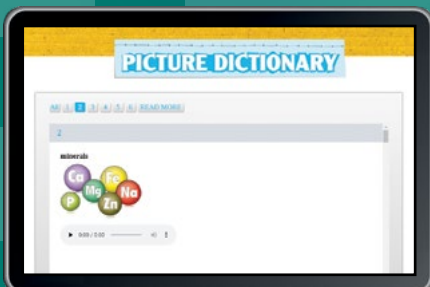 PICTURE DICTIONARY
All 1 2 3 4 5 6 READ MORE
2
minerals
Ca Fe
Mg Na
P Zn
0:00 / 0:00